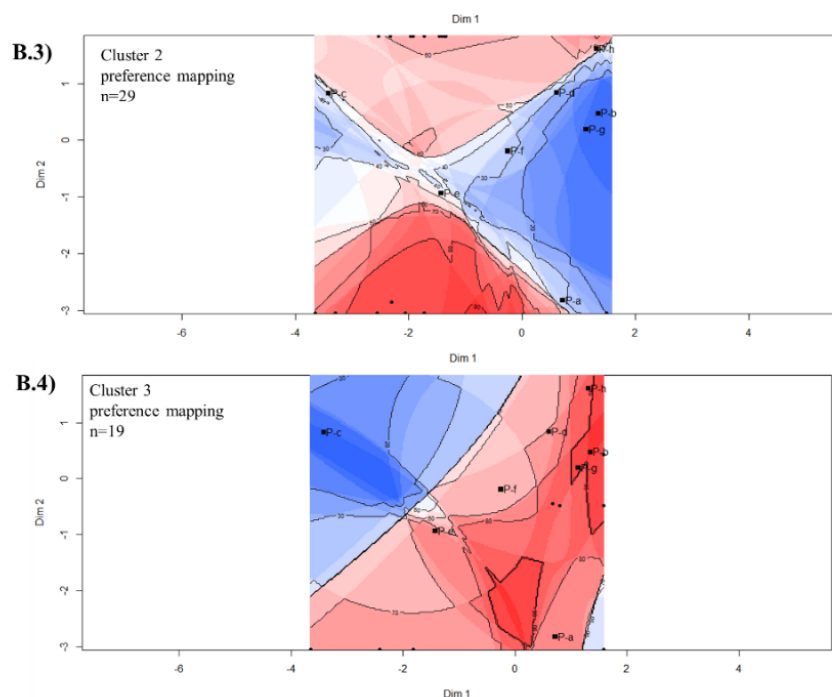 Dim 1
B.3)
Cluster 2
preference mapping
n=29
P-h
P-c
P-d
P-b
P-g
P-f
P-e
P-a
Dim 2
1
0
-1
-2
-3
-6
-4
-2
0
2
4
Dim 1
B.4)
Cluster 3
preference mapping
n=19
P-h
P-c
P-d
P-b
P-g
P-f
P-e
P-a
Dim 2
1
0
-1
-2
-3
-6
-4
-2
0
2
4
Dim 1